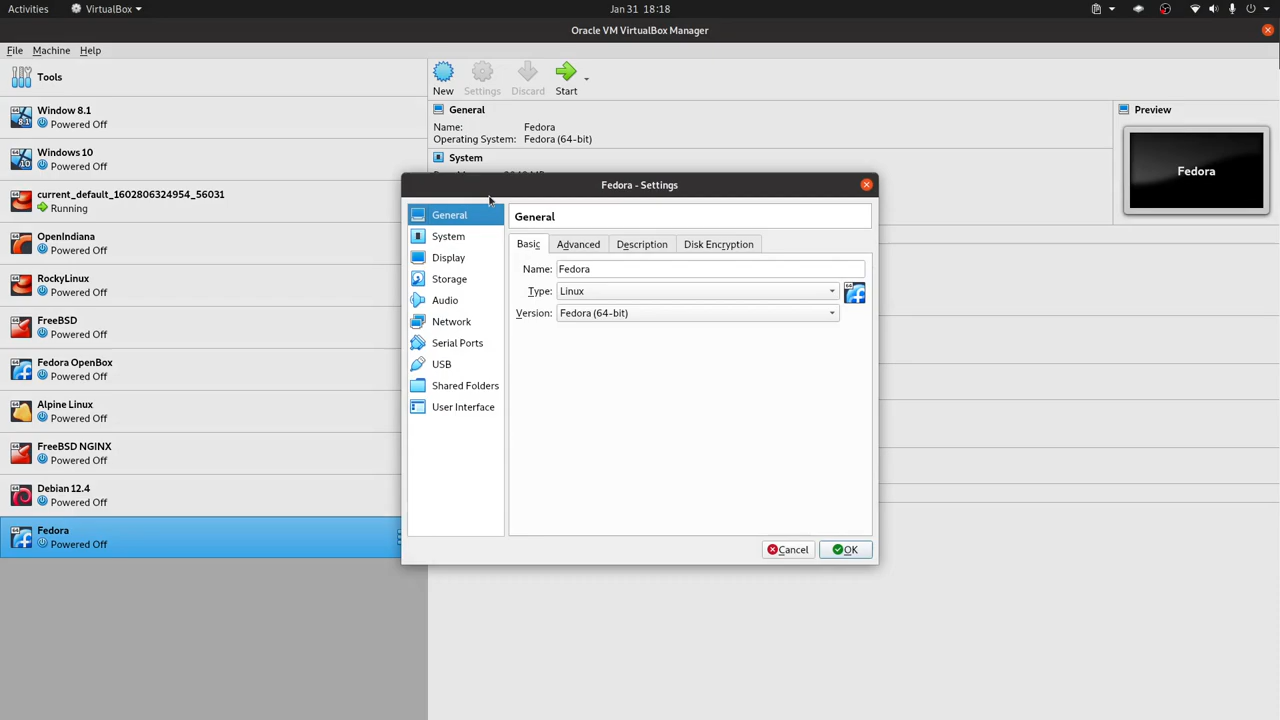 Activities
VirtualBox
Jan 31 18:18
Oracle VM VirtualBox Manager
File Machine Help
Tools
Window 8.1
Powered Off
Windows 10
Powered Off
current_default_1602806324954_56031
Running
OpenIndiana
Powered Off
RockyLinux
Powered Off
FreeBSD
Powered Off
Fedora OpenBox
Powered Off
Alpine Linux
Powered Off
FreeBSD NGINX
Powered Off
Debian 12.4
Powered Off
Fedora
Powered Off
New Settings Discard Start
General
Name: Fedora
Operating System: Fedora (64-bit)
System
Preview
Fedora
Fedora - Settings
General
System
Display
Storage
Audio
Network
Serial Ports
USB
Shared Folders
User Interface
General
Basic Advanced Description Disk Encryption
Name: Fedora
Type: Linux
Version: Fedora (64-bit)
Cancel OK